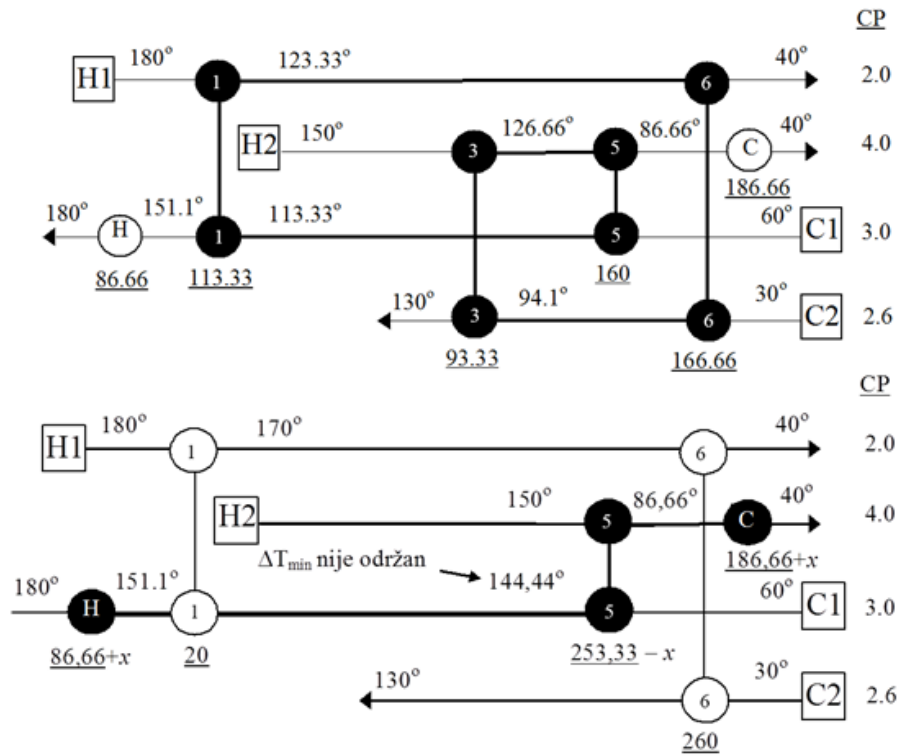 CP
H1 180° 1 123.33° 6 40° 2.0
H2 150° 3 126.66° 5 86.66° C 40° 4.0
186.66
180° H 151.1° 1 113.33° 5 60° C1 3.0
86.66 113.33 160
130° 3 94.1° 6 30° C2 2.6
93.33 166.66
CP
H1 180° 1 170° 6 40° 2.0
H2 150° 5 86,66° C 40° 4.0
186,66+x
ΔTmin nije održan
180° H 151.1° 1 144,44° 5 60° C1 3.0
86,66+x 20 253,33 – x
130° 6 30° C2 2.6
260